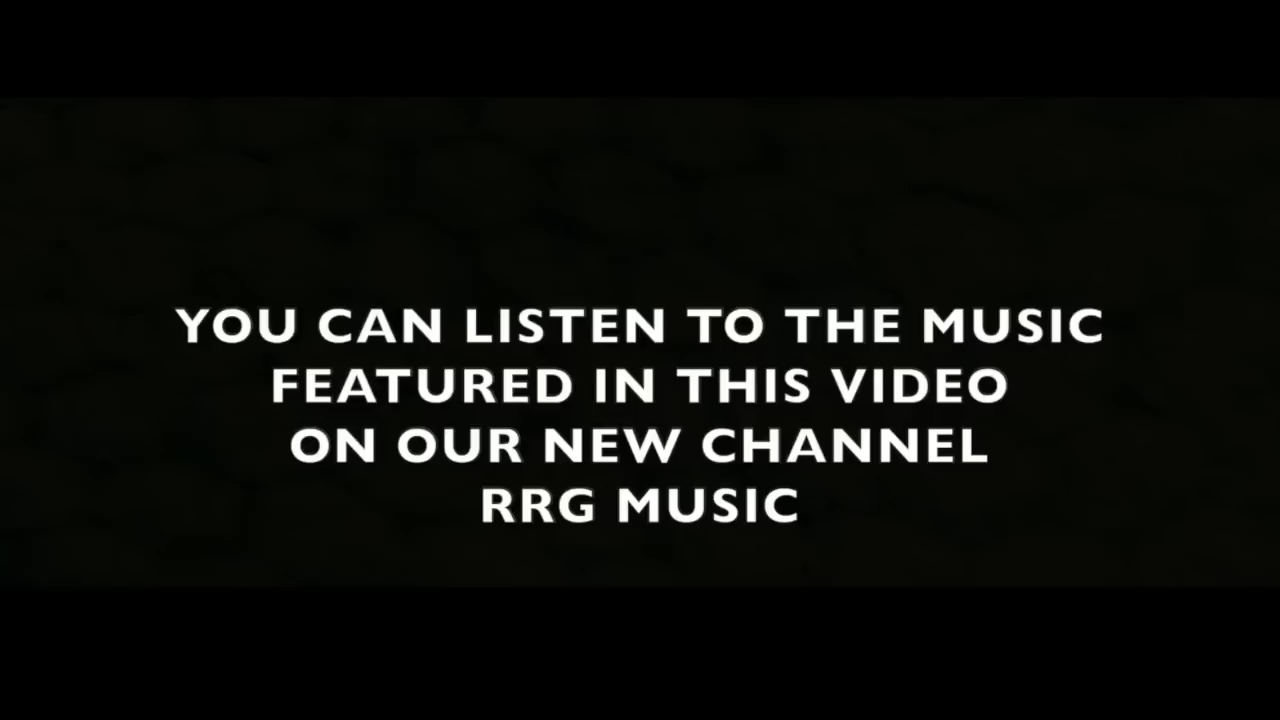 YOU CAN LISTEN TO THE MUSIC
FEATURED IN THIS VIDEO
ON OUR NEW CHANNEL
RRG MUSIC